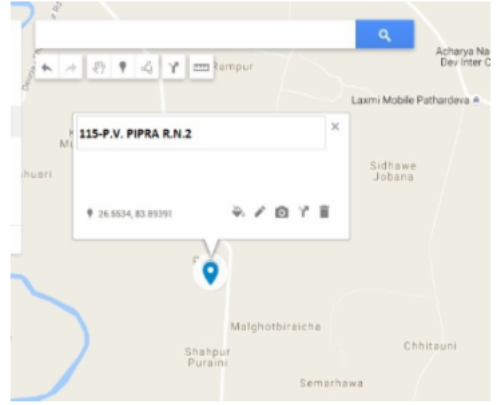 Rampur
Acharya Na
Dev Inter C
Laxmi Mobile Pathardeva
115-P.V. PIPRA R.N.2
huari
Sidhawe
Jobana
26.5534, 83.89391
Malghotbiraicha
Shahpur
Puraini
Chhitauni
Semarhawa